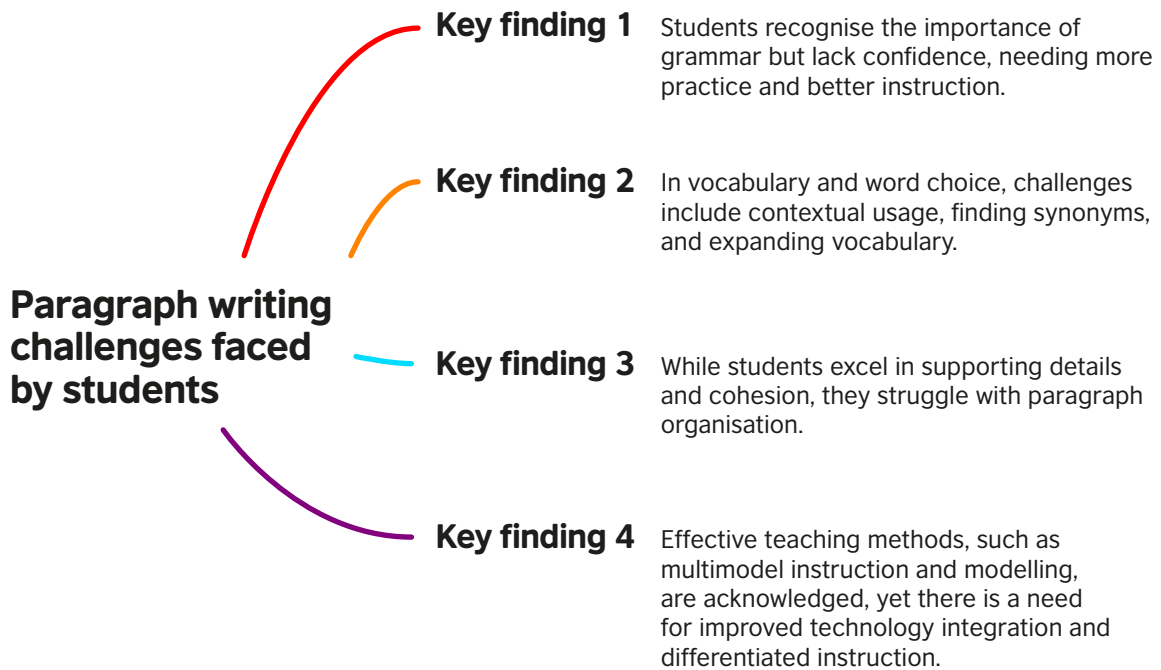 Paragraph writing
challenges faced
by students
Key finding 1
Students recognise the importance of
grammar but lack confidence, needing more
practice and better instruction.
Key finding 2
In vocabulary and word choice, challenges
include contextual usage, finding synonyms,
and expanding vocabulary.
Key finding 3
While students excel in supporting details
and cohesion, they struggle with paragraph
organisation.
Key finding 4
Effective teaching methods, such as
multimodel instruction and modelling,
are acknowledged, yet there is a need
for improved technology integration and
differentiated instruction.